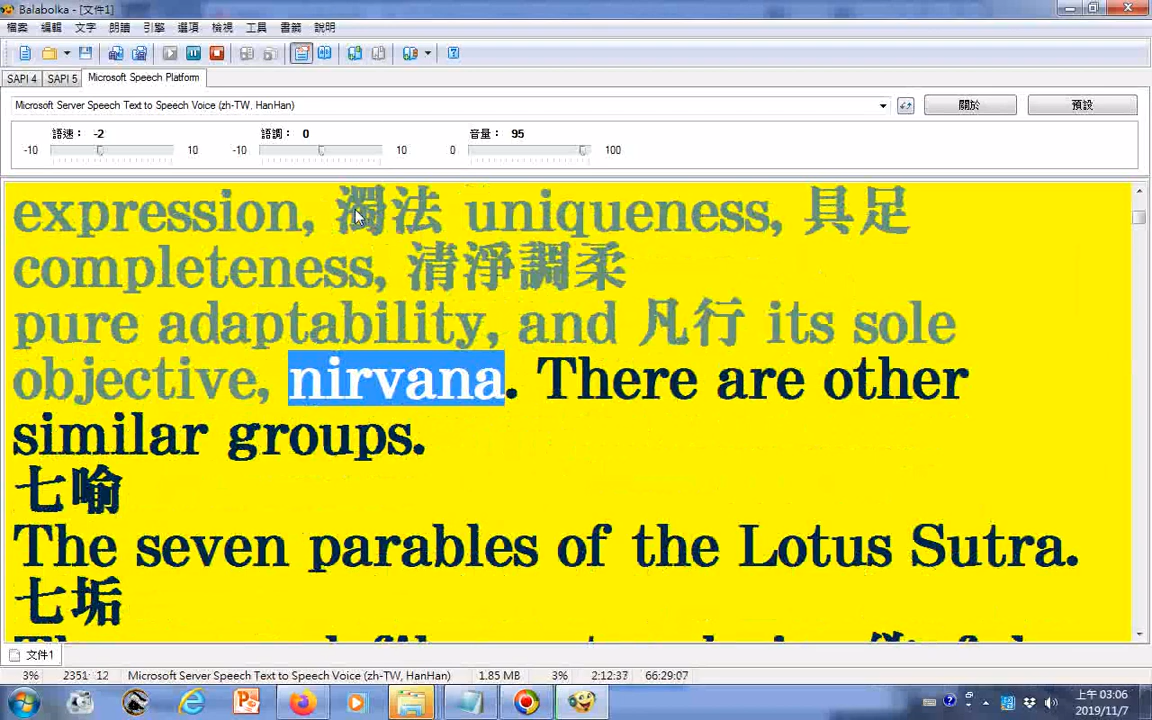 Balabolka - [文件1]
檔案 編輯 文字 朗讀 引擎 選項 檢視 工具 書籤 說明
SAPI 4 SAPI 5 Microsoft Speech Platform
Microsoft Server Speech Text to Speech Voice (zh-TW, HanHan) 關於 預設
語速： -2 語調： 0 音量： 95
-10 10 -10 10 0 100
expression, 獨法 uniqueness, 具足
completeness, 清淨調柔
pure adaptability, and 凡行 its sole
objective, nirvana. There are other
similar groups.
七喻
The seven parables of the Lotus Sutra.
七垢
文件1
3% 2351: 12 Microsoft Server Speech Text to Speech Voice (zh-TW, HanHan) 1.85 MB 3% 2:12:37 66:29:07
上午 03:06
2019/11/7